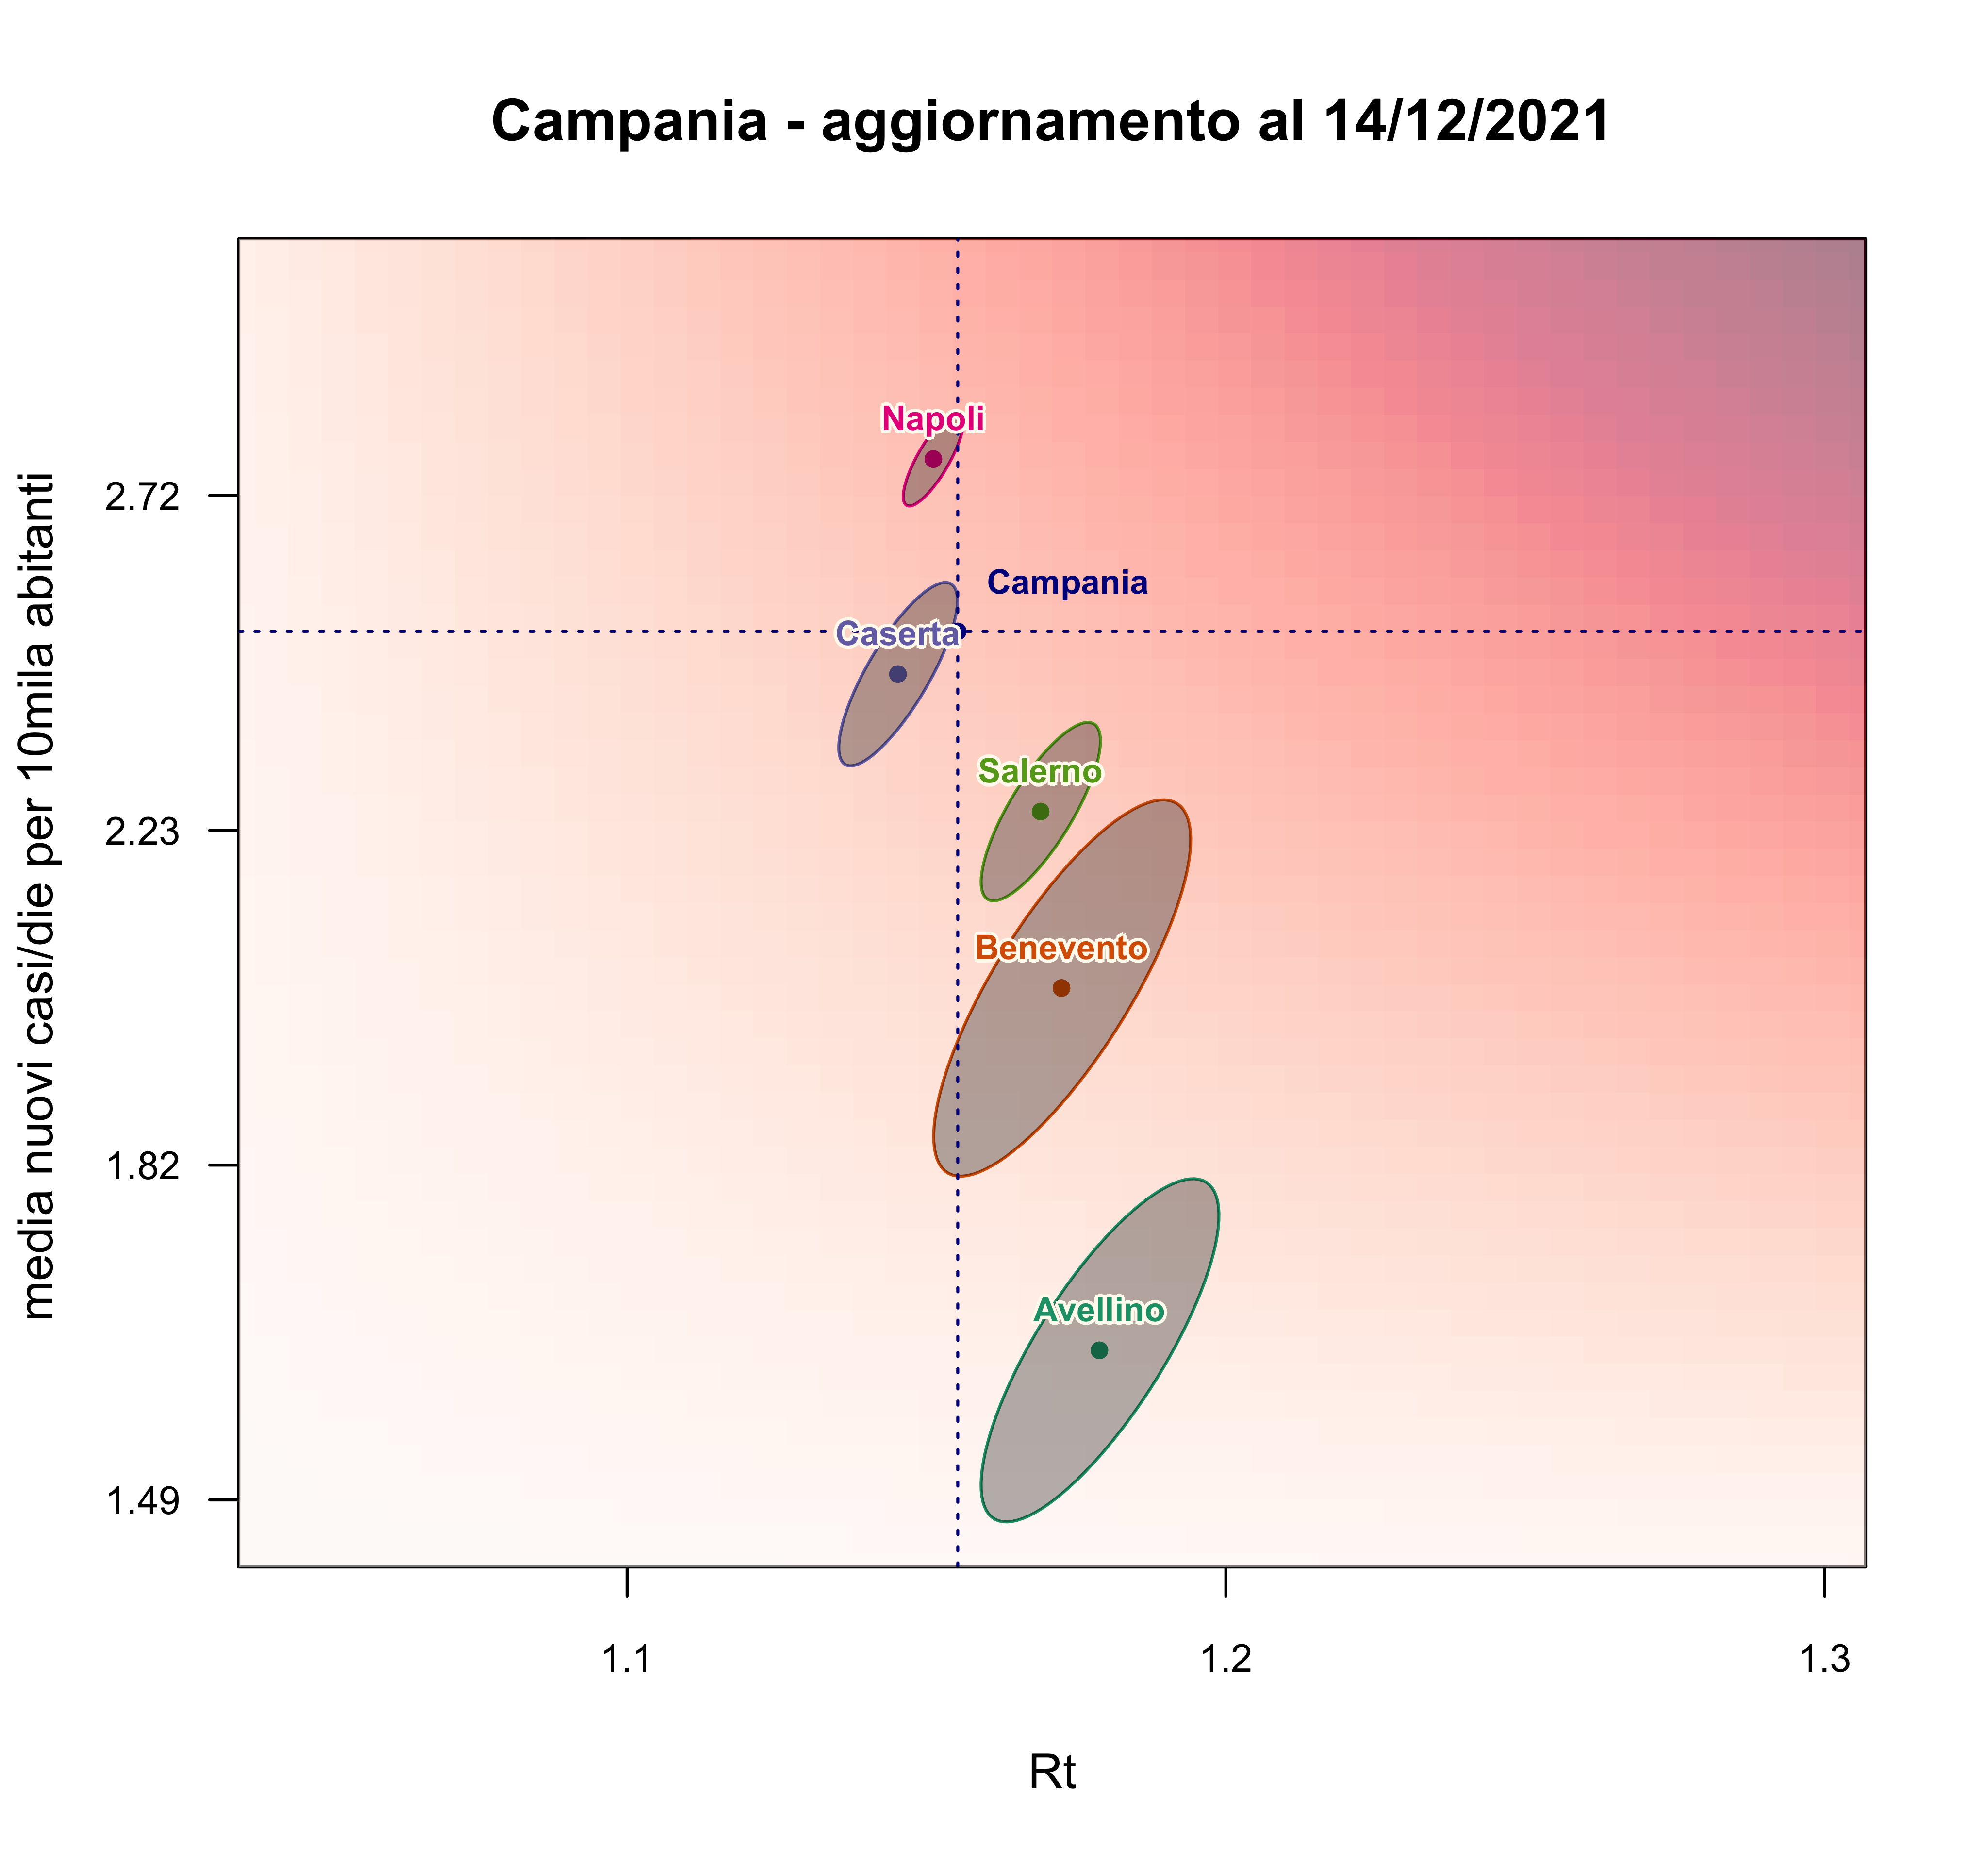 Campania - aggiornamento al 14/12/2021
media nuovi casi/die per 10mila abitanti
2.72
2.23
1.82
1.49
Napoli
Campania
Caserta
Salerno
Benevento
Avellino
1.1
1.2
1.3
Rt